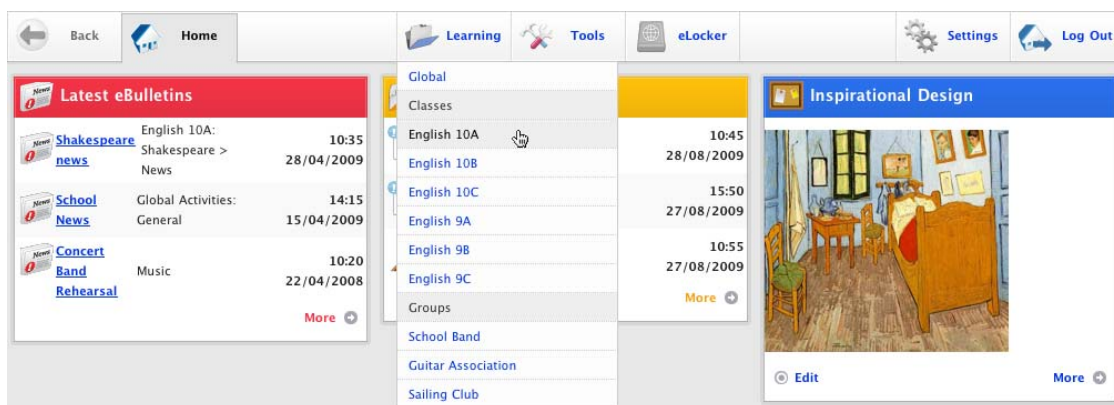 Back
Home
Learning
Tools
eLocker
Settings
Log Out
Latest eBulletins
News
Shakespeare
news
English 10A:
Shakespeare >
News
10:35
28/04/2009
News
School
News
Global Activities:
General
14:15
15/04/2009
News
Concert
Band
Rehearsal
Music
10:20
22/04/2008
More
Global
Classes
English 10A
English 10B
English 10C
English 9A
English 9B
English 9C
Groups
School Band
Guitar Association
Sailing Club
10:45
28/08/2009
15:50
27/08/2009
10:55
27/08/2009
More
Inspirational Design
Edit
More